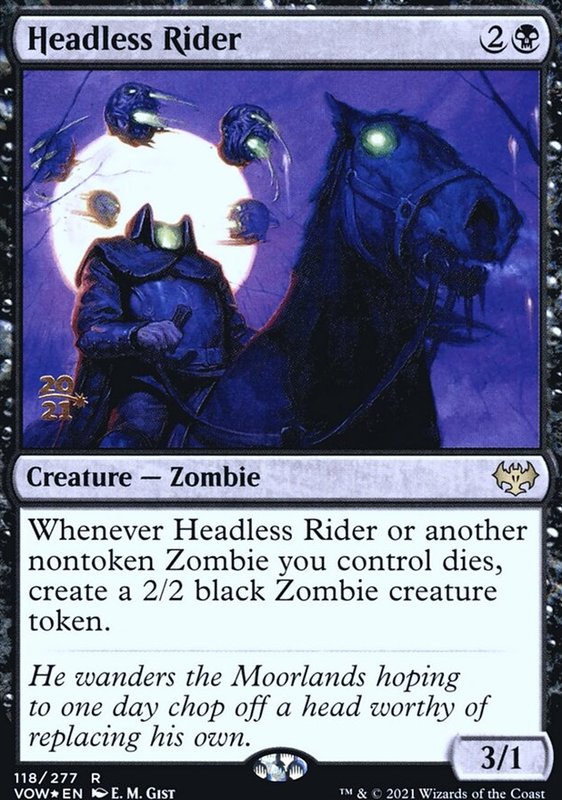 Headless Rider 2
20
21
Creature — Zombie
Whenever Headless Rider or another
nontoken Zombie you control dies,
create a 2/2 black Zombie creature
token.
He wanders the Moorlands hoping
to one day chop off a head worthy of
replacing his own.
3/1
118/277 R
VOW★EN E. M. Gist
™ & © 2021 Wizards of the Coast